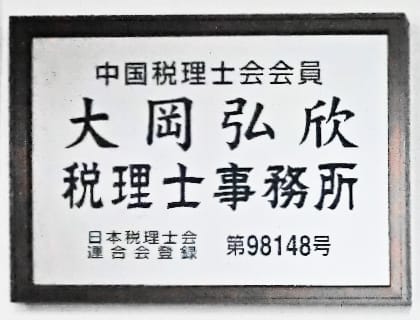 中国税理士会会員
大岡弘欣
税理士事務所
日本税理士会
連合会登録
第98148号